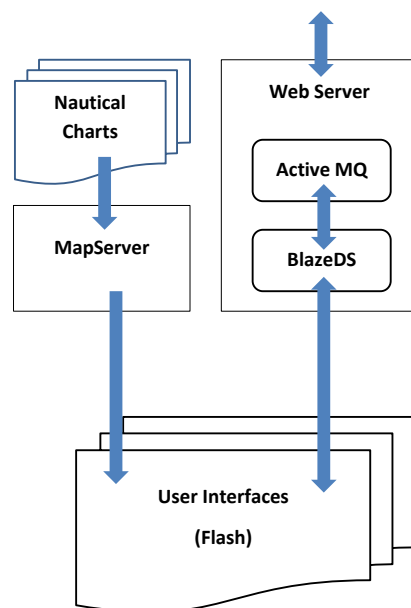 Nautical
Charts
MapServer
Web Server
Active MQ
BlazeDS
User Interfaces
(Flash)